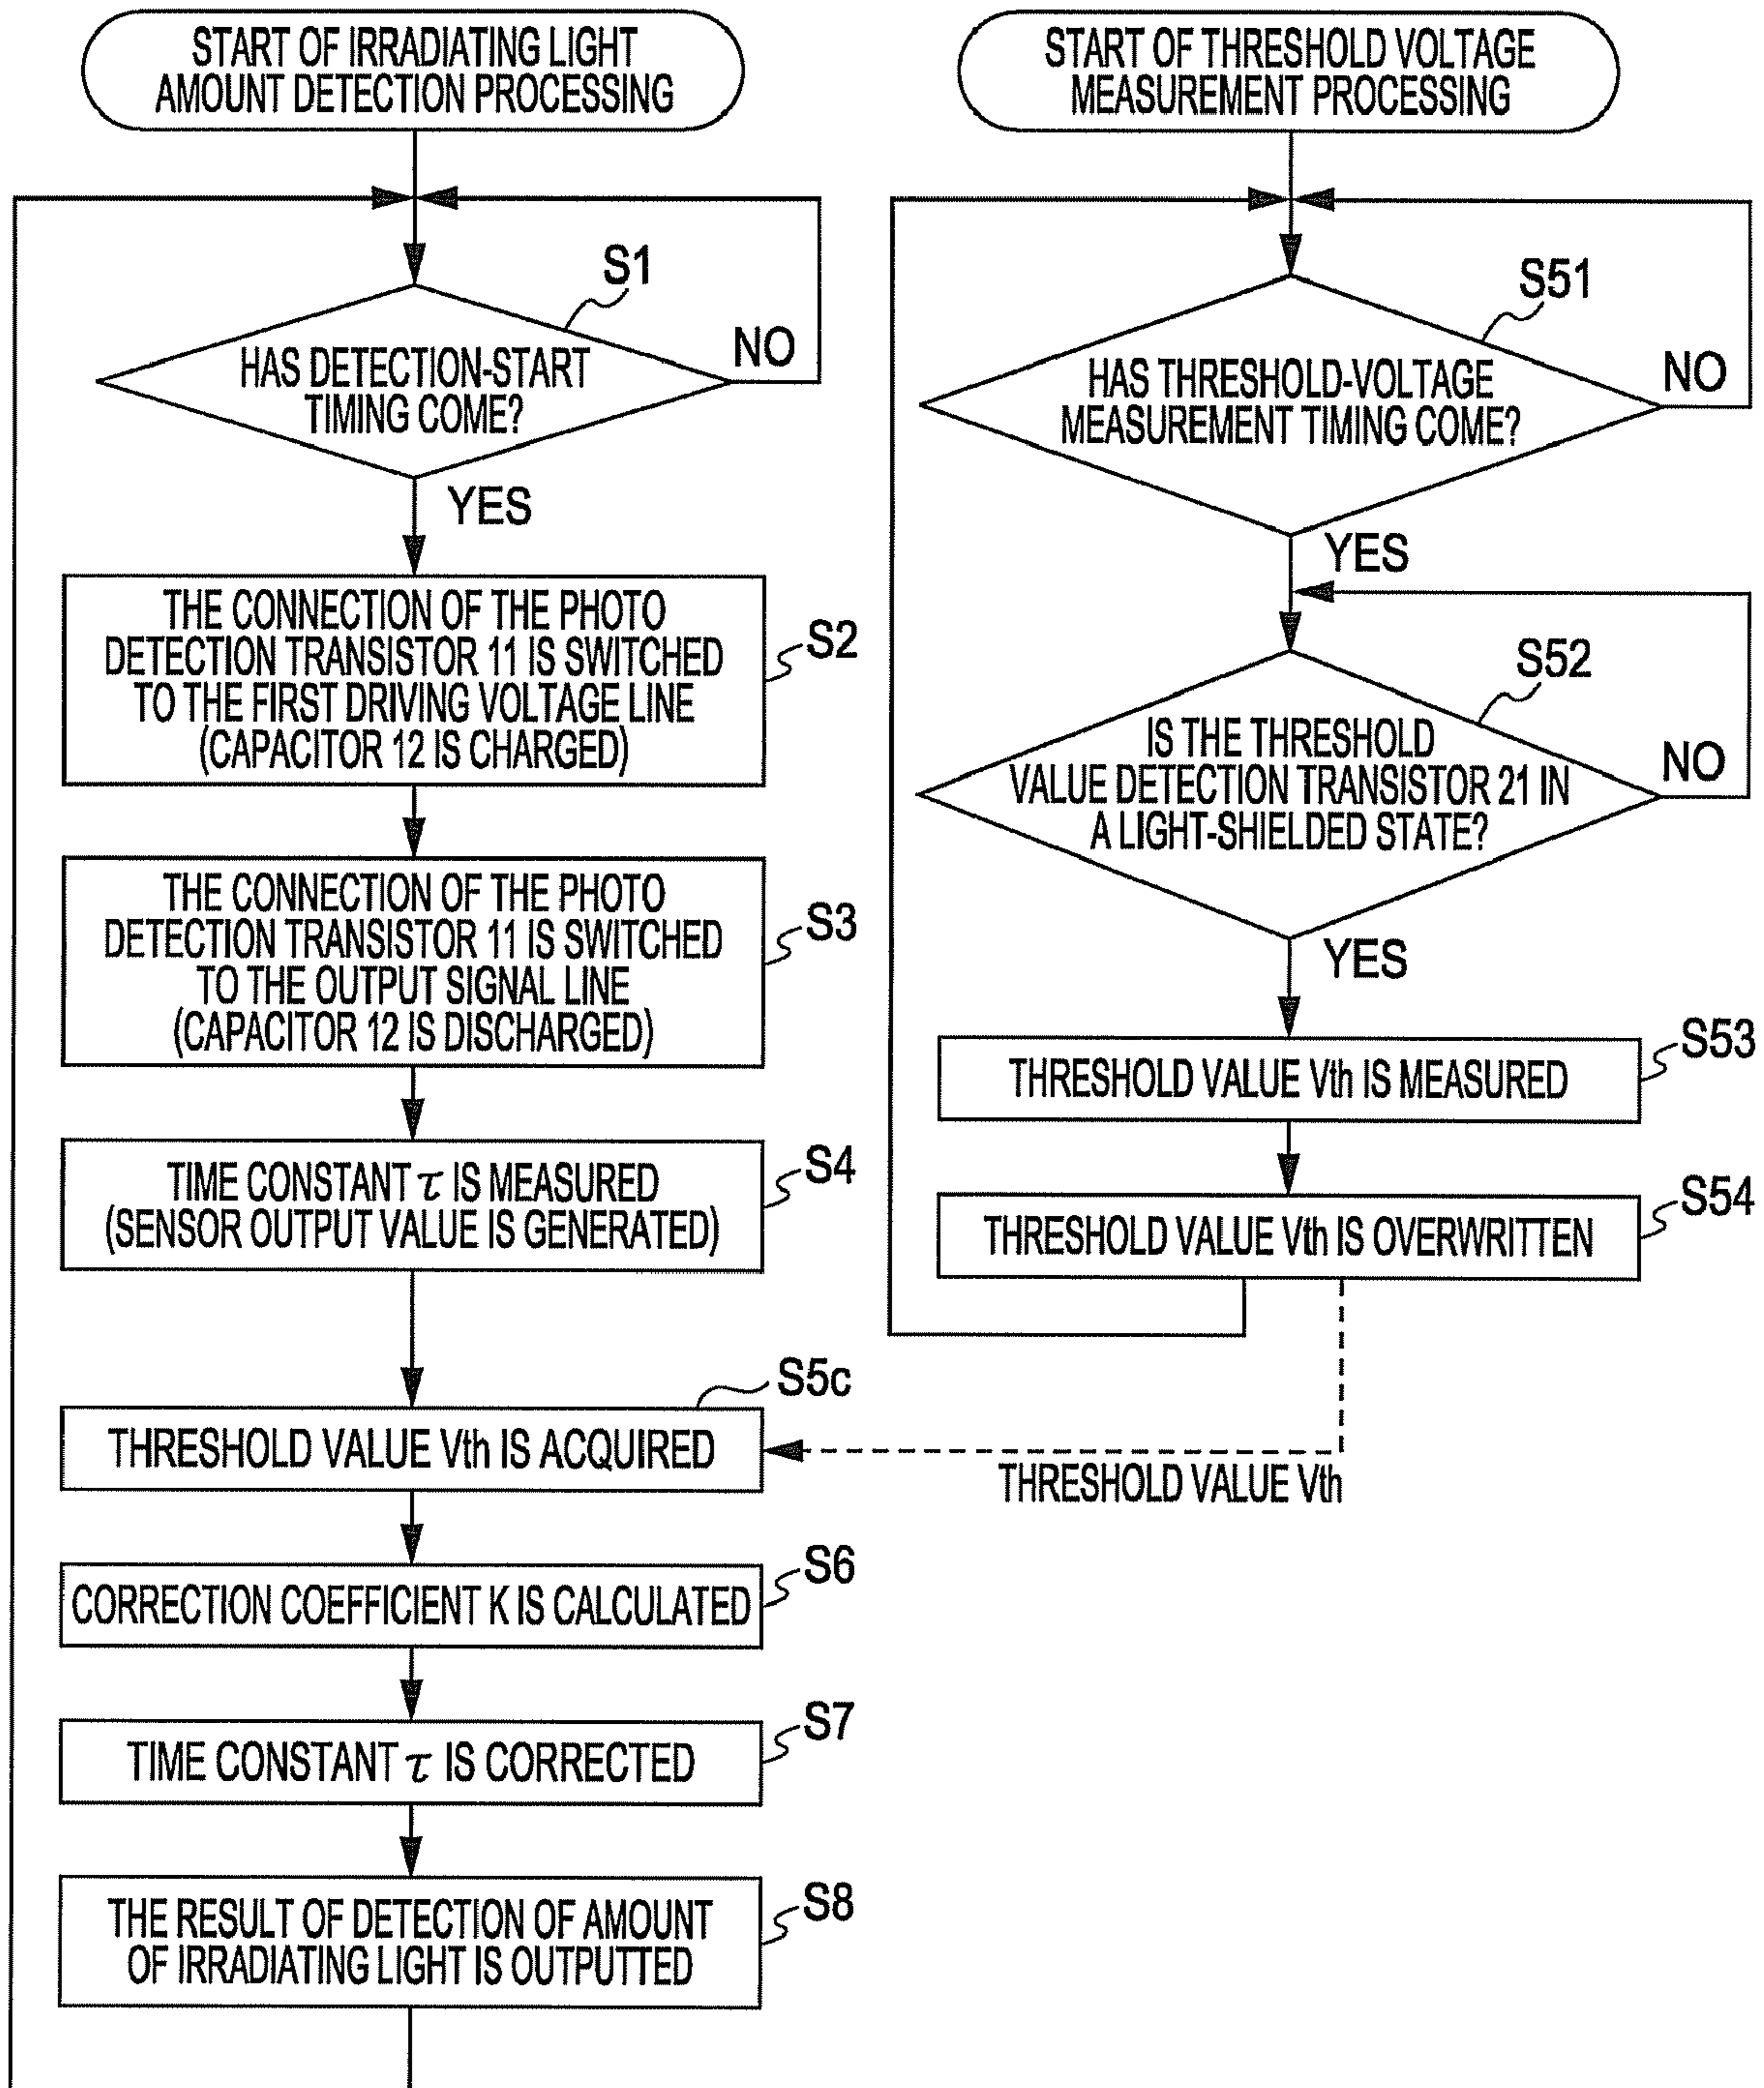 START OF IRRADIATING LIGHT
AMOUNT DETECTION PROCESSING
S1
HAS DETECTION-START
TIMING COME?
NO
YES
THE CONNECTION OF THE PHOTO
DETECTION TRANSISTOR 11 IS SWITCHED
TO THE FIRST DRIVING VOLTAGE LINE
(CAPACITOR 12 IS CHARGED)
S2
THE CONNECTION OF THE PHOTO
DETECTION TRANSISTOR 11 IS SWITCHED
TO THE OUTPUT SIGNAL LINE
(CAPACITOR 12 IS DISCHARGED)
S3
TIME CONSTANT τ IS MEASURED
(SENSOR OUTPUT VALUE IS GENERATED)
S4
S5c
THRESHOLD VALUE Vth IS ACQUIRED
CORRECTION COEFFICIENT K IS CALCULATED
S6
TIME CONSTANT τ IS CORRECTED
S7
THE RESULT OF DETECTION OF AMOUNT
OF IRRADIATING LIGHT IS OUTPUTTED
S8
START OF THRESHOLD VOLTAGE
MEASUREMENT PROCESSING
S51
HAS THRESHOLD-VOLTAGE
MEASUREMENT TIMING COME?
NO
YES
S52
IS THE THRESHOLD
VALUE DETECTION TRANSISTOR 21 IN
A LIGHT-SHIELDED STATE?
NO
YES
THRESHOLD VALUE Vth IS MEASURED
S53
THRESHOLD VALUE Vth IS OVERWRITTEN
S54
THRESHOLD VALUE Vth